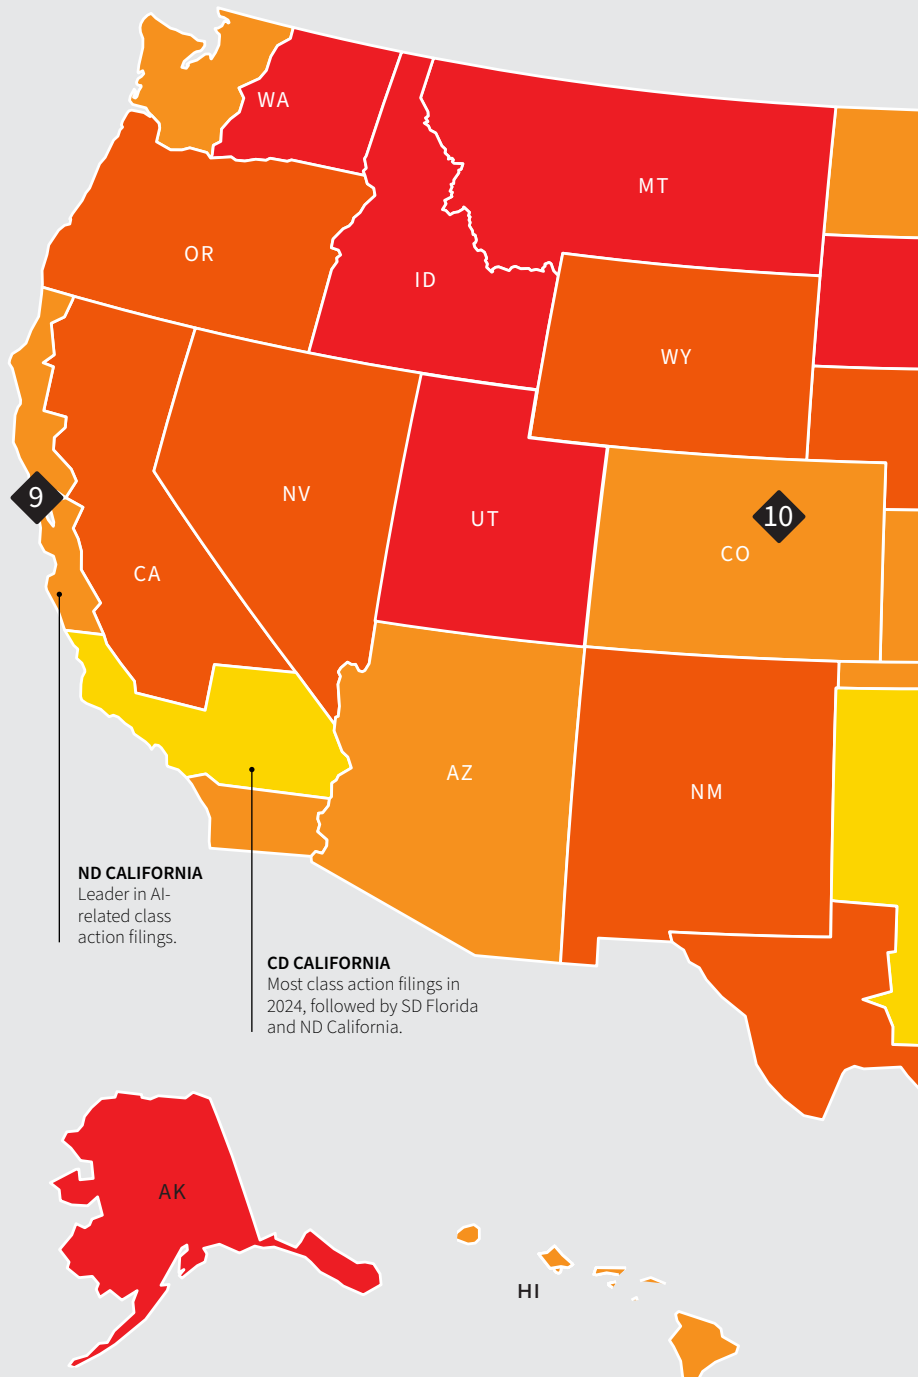 WA
MT
OR
ID
WY
9
NV
UT
10
CO
CA
AZ
NM
ND CALIFORNIA
Leader in AI-
related class
action filings.
CD CALIFORNIA
Most class action filings in
2024, followed by SD Florida
and ND California.
AK
HI